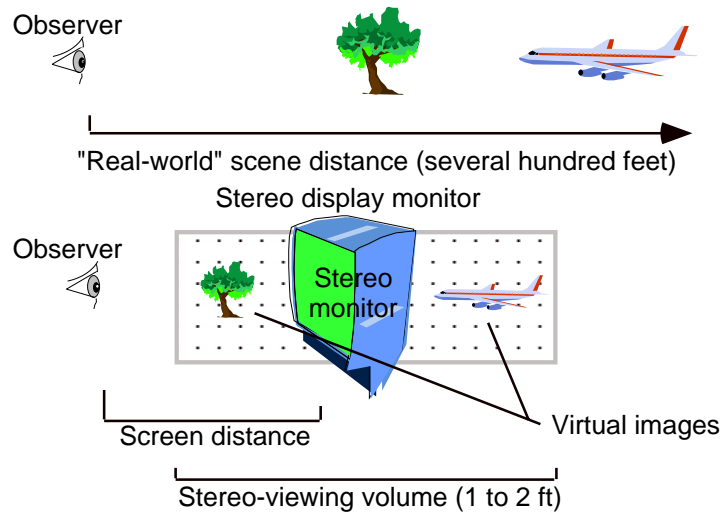 Observer
"Real-world" scene distance (several hundred feet)
Stereo display monitor
Observer
Stereo
monitor
Screen distance
Virtual images
Stereo-viewing volume (1 to 2 ft)